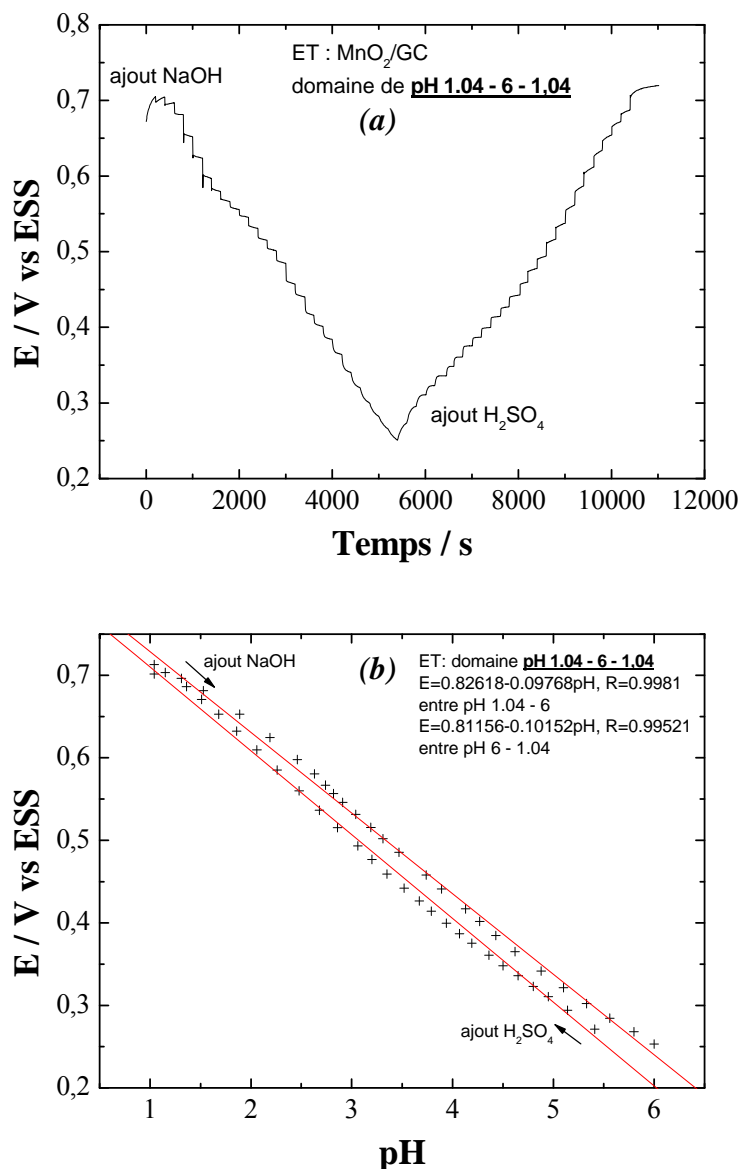 0,8
0,7
0,6
0,5
0,4
0,3
0,2
E / V vs ESS
ajout NaOH
ET : MnO₂/GC
domaine de pH 1.04 - 6 - 1,04
(a)
ajout H₂SO₄
0 2000 4000 6000 8000 10000 12000
Temps / s
0,7
0,6
0,5
0,4
0,3
0,2
E / V vs ESS
ajout NaOH
(b)
ET: domaine pH 1.04 - 6 - 1,04
E=0.82618-0.09768pH, R=0.9981
entre pH 1.04 - 6
E=0.81156-0.10152pH, R=0.99521
entre pH 6 - 1.04
ajout H₂SO₄
1 2 3 4 5 6
pH